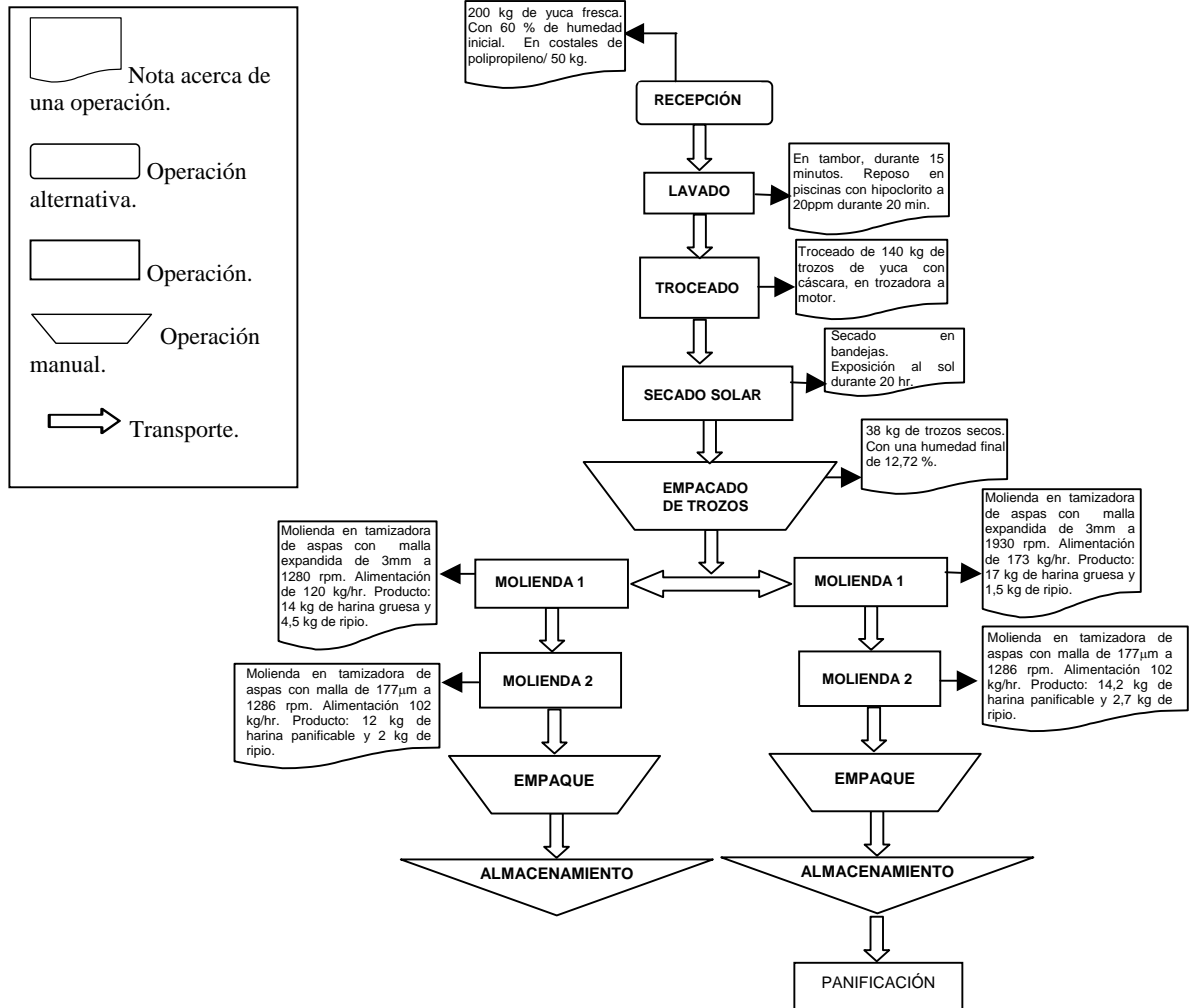 Nota acerca de
una operación.
Operación
alternativa.
Operación.
Operación
manual.
Transporte.
200 kg de yuca fresca.
Con 60 % de humedad
inicial. En costales de
polipropileno/ 50 kg.
RECEPCIÓN
LAVADO
En tambor, durante 15
minutos. Reposo en
piscinas con hipoclorito a
20ppm durante 20 min.
TROCEADO
Troceado de 140 kg de
trozos de yuca con
cáscara, en trozadora a
motor.
SECADO SOLAR
Secado en
bandejas.
Exposición al sol
durante 20 hr.
EMPACADO
DE TROZOS
38 kg de trozos secos.
Con una humedad final
de 12,72 %.
Molienda en tamizadora
de aspas con malla
expandida de 3mm a
1280 rpm. Alimentación
de 120 kg/hr. Producto:
14 kg de harina gruesa y
4,5 kg de ripio.
MOLIENDA 1
MOLIENDA 1
Molienda en tamizadora
de aspas con malla
expandida de 3mm a
1930 rpm. Alimentación
de 173 kg/hr. Producto:
17 kg de harina gruesa y
1,5 kg de ripio.
Molienda en tamizadora de
aspas con malla de 177μm a
1286 rpm. Alimentación 102
kg/hr. Producto: 12 kg de
harina panificable y 2 kg de
ripio.
MOLIENDA 2
MOLIENDA 2
Molienda en tamizadora de
aspas con malla de 177μm a
1286 rpm. Alimentación 102
kg/hr. Producto: 14,2 kg de
harina panificable y 2,7 kg de
ripio.
EMPAQUE
EMPAQUE
ALMACENAMIENTO
ALMACENAMIENTO
PANIFICACIÓN